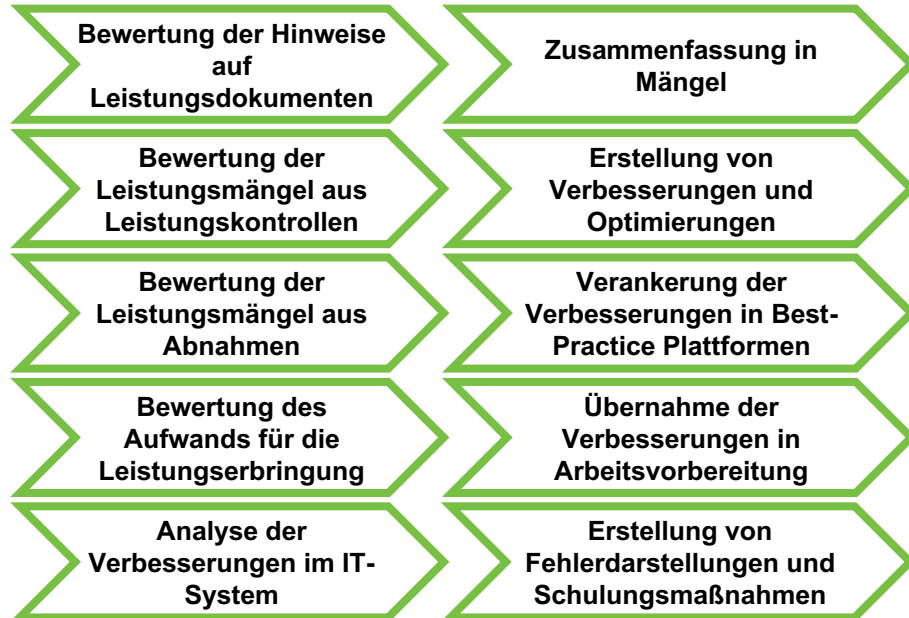 Bewertung der Hinweise
auf
Leistungsdokumenten
Zusammenfassung in
Mängel
Bewertung der
Leistungsmängel aus
Leistungskontrollen
Erstellung von
Verbesserungen und
Optimierungen
Bewertung der
Leistungsmängel aus
Abnahmen
Verankerung der
Verbesserungen in Best-
Practice Plattformen
Bewertung des
Aufwands für die
Leistungserbringung
Übernahme der
Verbesserungen in
Arbeitsvorbereitung
Analyse der
Verbesserungen im IT-
System
Erstellung von
Fehlerdarstellungen und
Schulungsmaßnahmen